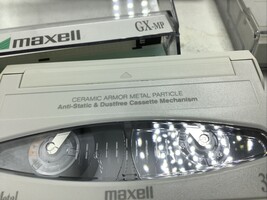 maxell
GX-MP
CERAMIC ARMOR METAL PARTICLE
Anti-Static & Dustfree Cassette Mechanism
maxell